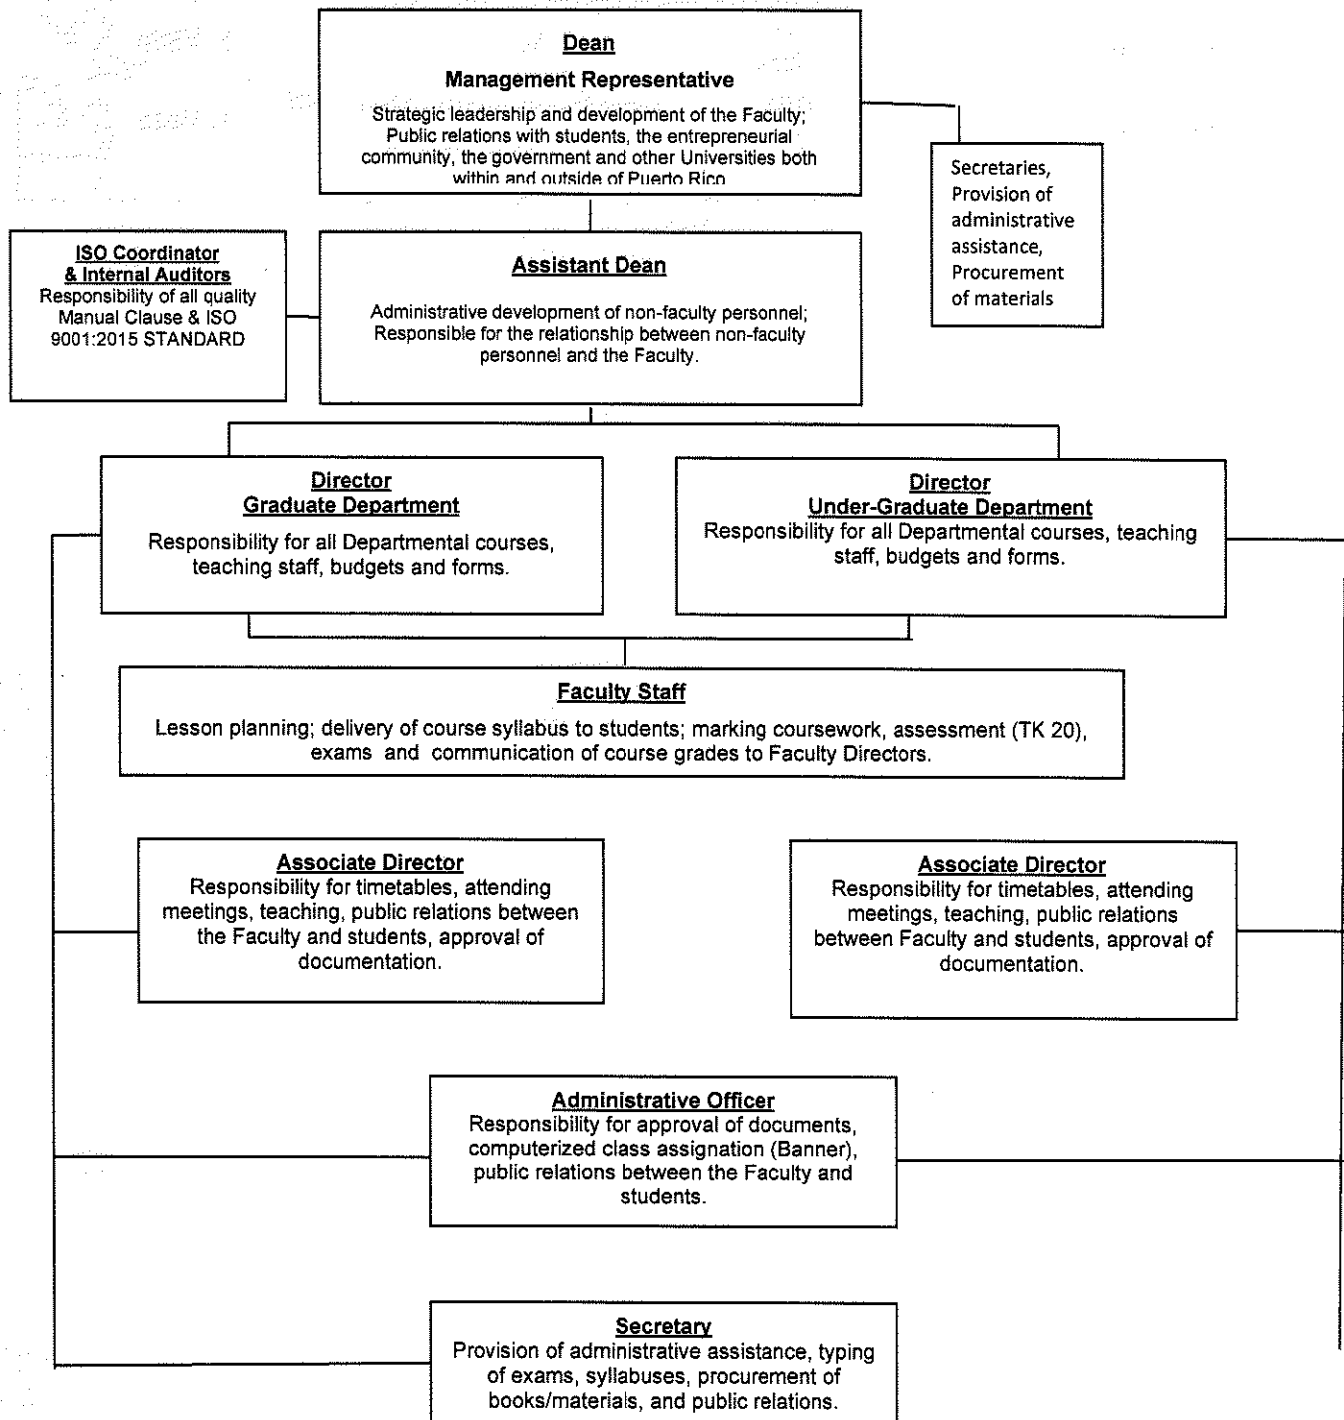 Dean
Management Representative
Strategic leadership and development of the Faculty;
Public relations with students, the entrepreneurial
community, the government and other Universities both
within and outside of Puerto Rico
Secretaries,
Provision of
administrative
assistance,
Procurement
of materials
ISO Coordinator
& Internal Auditors
Responsibility of all quality
Manual Clause & ISO
9001:2015 STANDARD
Assistant Dean
Administrative development of non-faculty personnel;
Responsible for the relationship between non-faculty
personnel and the Faculty.
Director
Graduate Department
Responsibility for all Departmental courses,
teaching staff, budgets and forms.
Director
Under-Graduate Department
Responsibility for all Departmental courses, teaching
staff, budgets and forms.
Faculty Staff
Lesson planning; delivery of course syllabus to students; marking coursework, assessment (TK 20),
exams and communication of course grades to Faculty Directors.
Associate Director
Responsibility for timetables, attending
meetings, teaching, public relations between
the Faculty and students, approval of
documentation.
Associate Director
Responsibility for timetables, attending
meetings, teaching, public relations
between Faculty and students, approval of
documentation.
Administrative Officer
Responsibility for approval of documents,
computerized class assignation (Banner),
public relations between the Faculty and
students.
Secretary
Provision of administrative assistance, typing
of exams, syllabuses, procurement of
books/materials, and public relations.